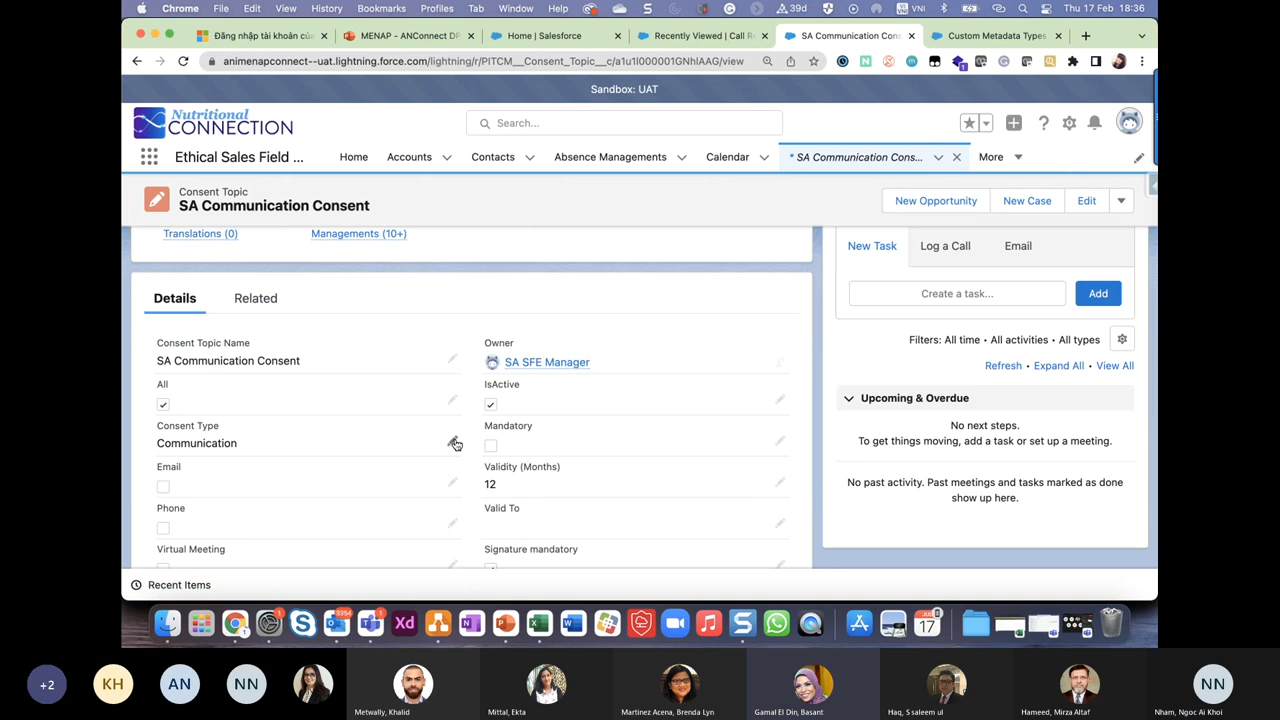 Chrome File Edit View History Bookmarks Profiles Tab Window Help 39d VNI Thu 17 Feb 18:36
Đăng nhập tài khoản củ
MENAP - ANConnect DP
Home | Salesforce
Recently Viewed | Call R
SA Communication Con
Custom Metadata Types
animenapconnect--uat.lightning.force.com/lightning/r/PITCM__Consent_Topic__c/a1u1l000001GNhlAAG/view
Sandbox: UAT
Nutritional
CONNECTION
Search...
Ethical Sales Field ...
Home Accounts Contacts Absence Managements Calendar * SA Communication Cons... More
Consent Topic
SA Communication Consent
New Opportunity New Case Edit
Translations (0) Managements (10+)
New Task Log a Call Email
Details Related
Create a task... Add
Consent Topic Name
SA Communication Consent
Owner
SA SFE Manager
Filters: All time • All activities • All types
Refresh • Expand All • View All
All
IsActive
Upcoming & Overdue
Consent Type
Communication
Mandatory
No next steps.
To get things moving, add a task or set up a meeting.
Email
Validity (Months)
12
No past activity. Past meetings and tasks marked as done
show up here.
Phone
Valid To
Virtual Meeting
Signature mandatory
Recent Items
17
+2
KH
AN
NN
Metwally, Khalid
Mittal, Ekta
Martinez Acena, Brenda Lyn
Gamal El Din, Basant
Haq, S saleem ul
Hameed, Mirza Altaf
NN
Nham, Ngoc Ai Khoi